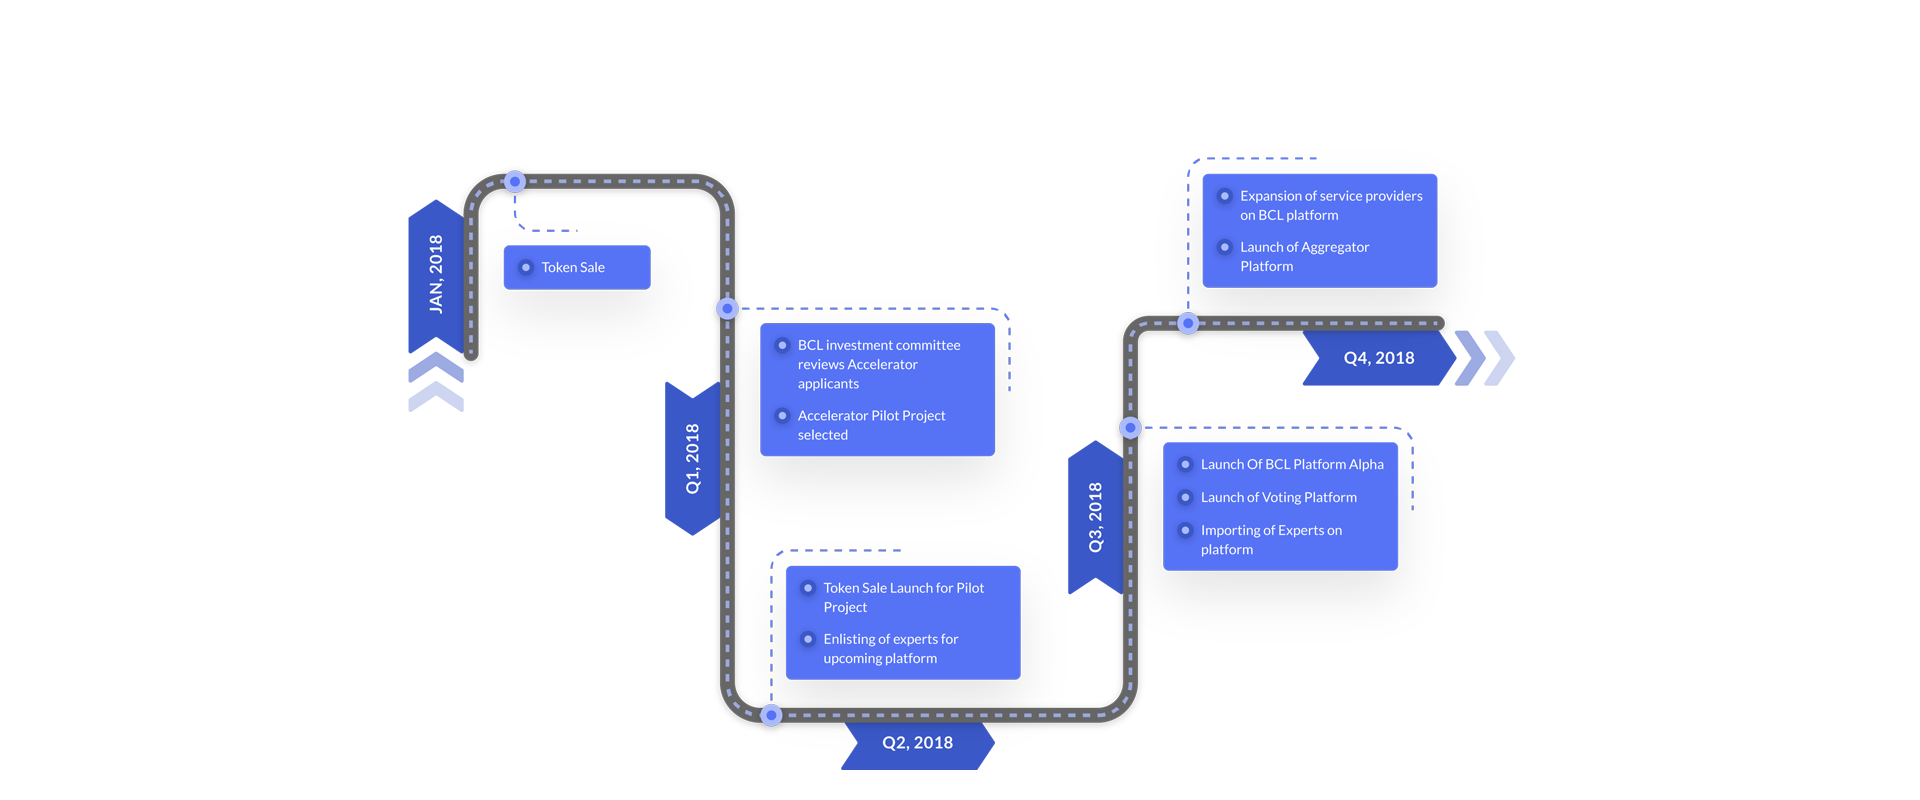 JAN, 2018
Token Sale
Q1, 2018
BCL investment committee
reviews Accelerator
applicants
Accelerator Pilot Project
selected
Q2, 2018
Token Sale Launch for Pilot
Project
Enlisting of experts for
upcoming platform
Q3, 2018
Launch Of BCL Platform Alpha
Launch of Voting Platform
Importing of Experts on
platform
Q4, 2018
Expansion of service providers
on BCL platform
Launch of Aggregator
Platform